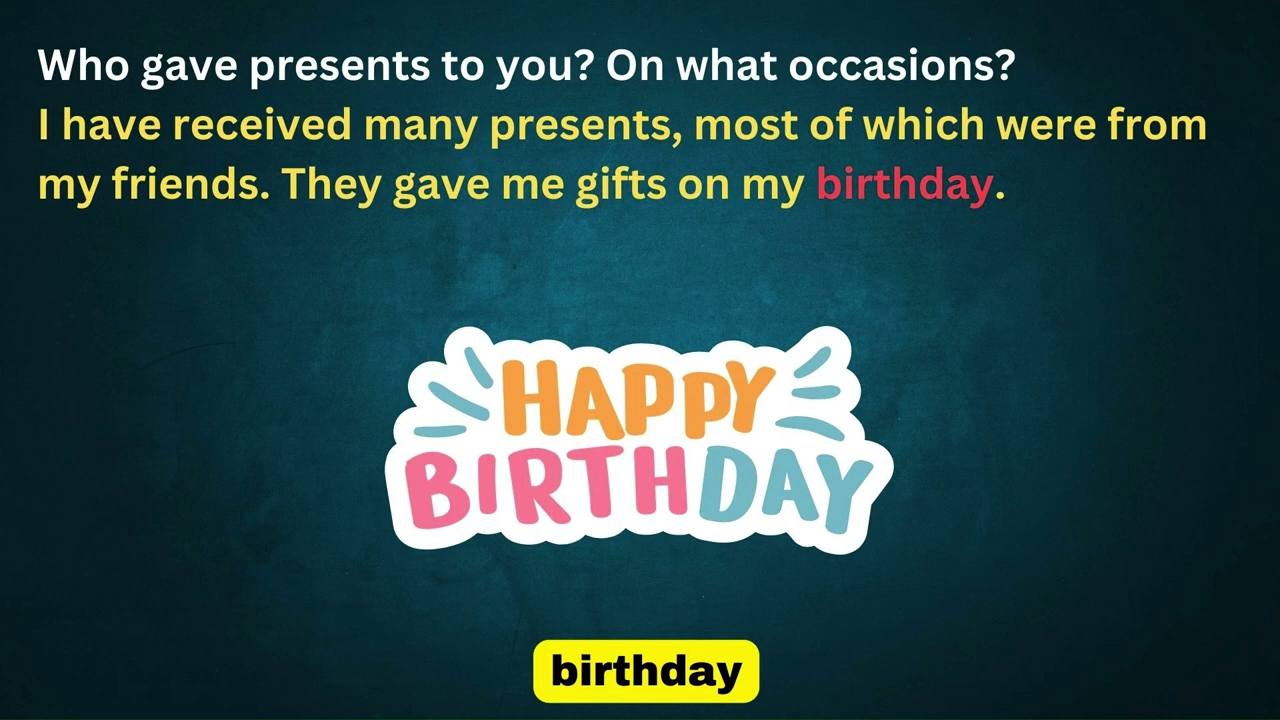 Who gave presents to you? On what occasions?
I have received many presents, most of which were from
my friends. They gave me gifts on my birthday.
HAPPY
BIRTHDAY
birthday